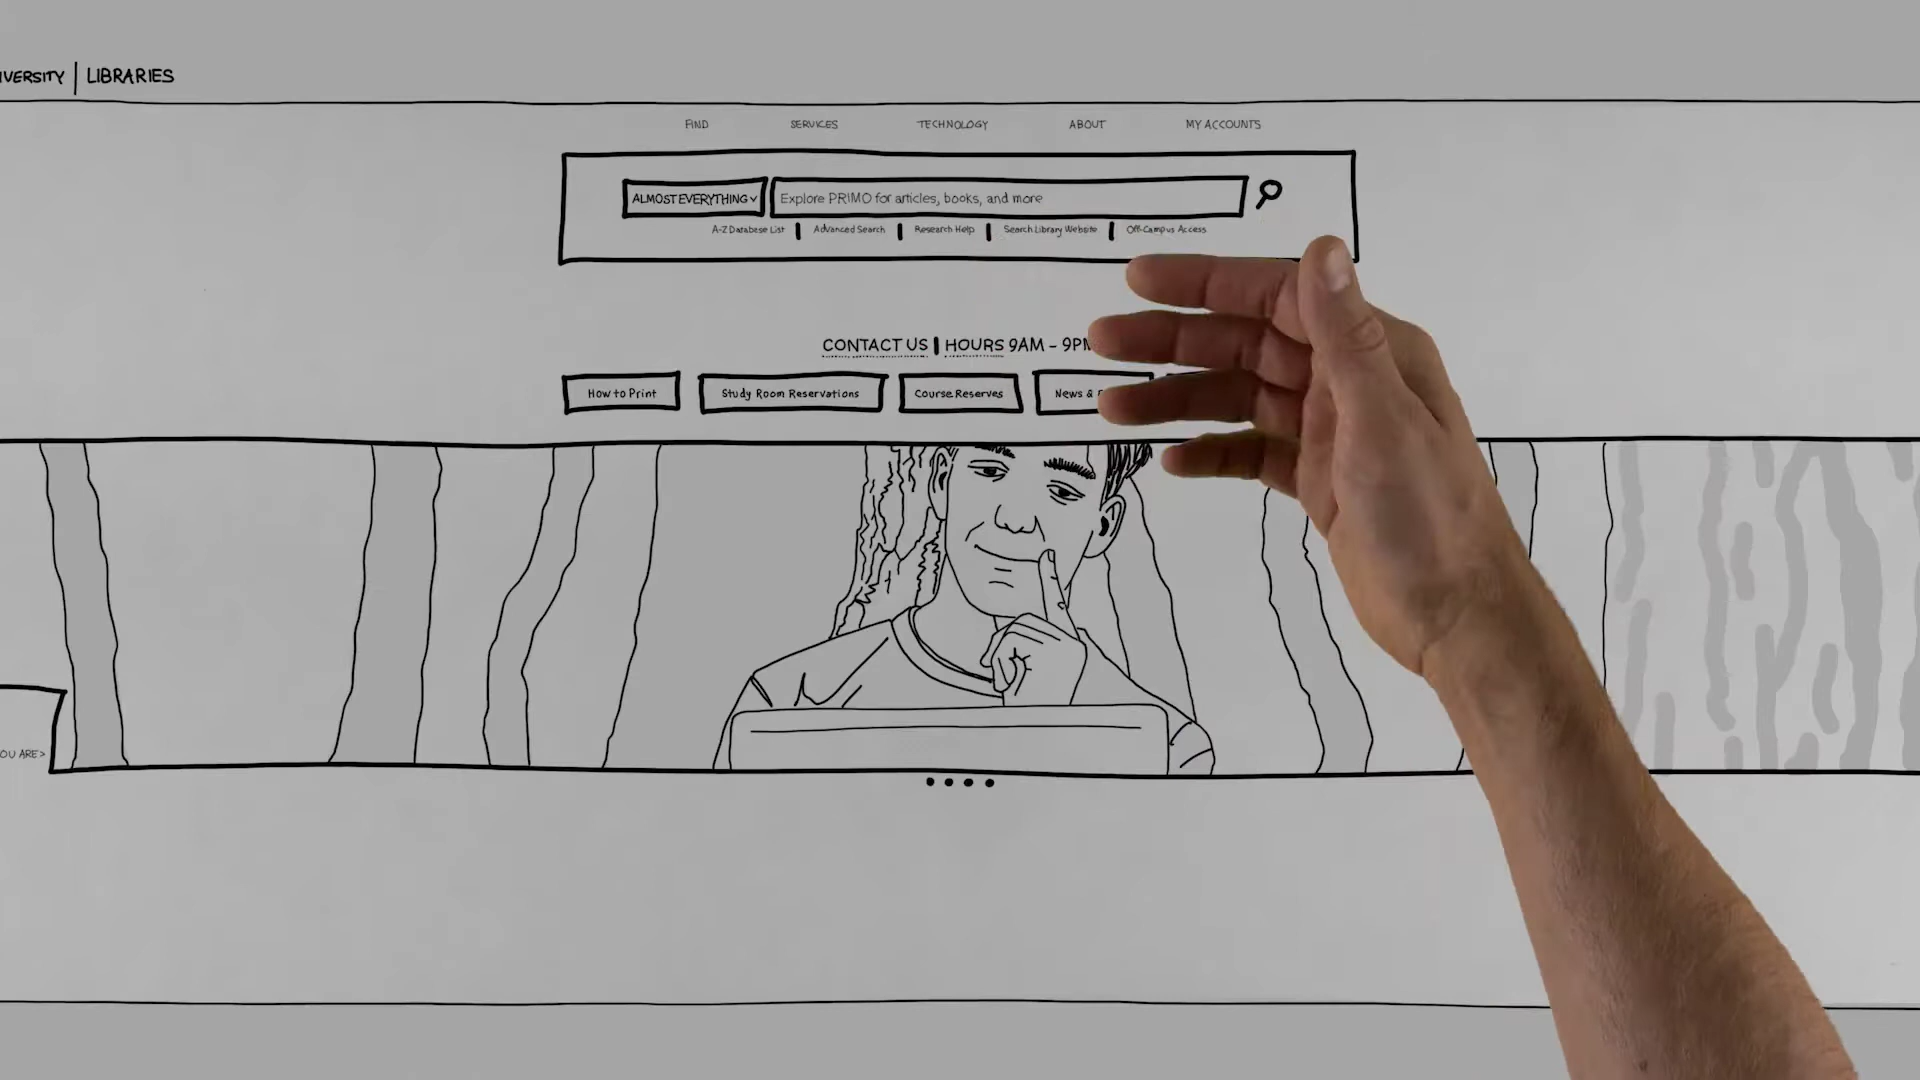 LIBRARIES
FIND SERVICES TECHNOLOGY ABOUT MY ACCOUNTS
ALMOST EVERYTHING Explore PRIMO for articles, books, and more
A-Z Database List | Advanced Search | Research Help | Search Library Website | Off-Campus Access
CONTACT US | HOURS 9AM - 9PM
How to Print Study Room Reservations Course Reserves News &
YOU ARE>